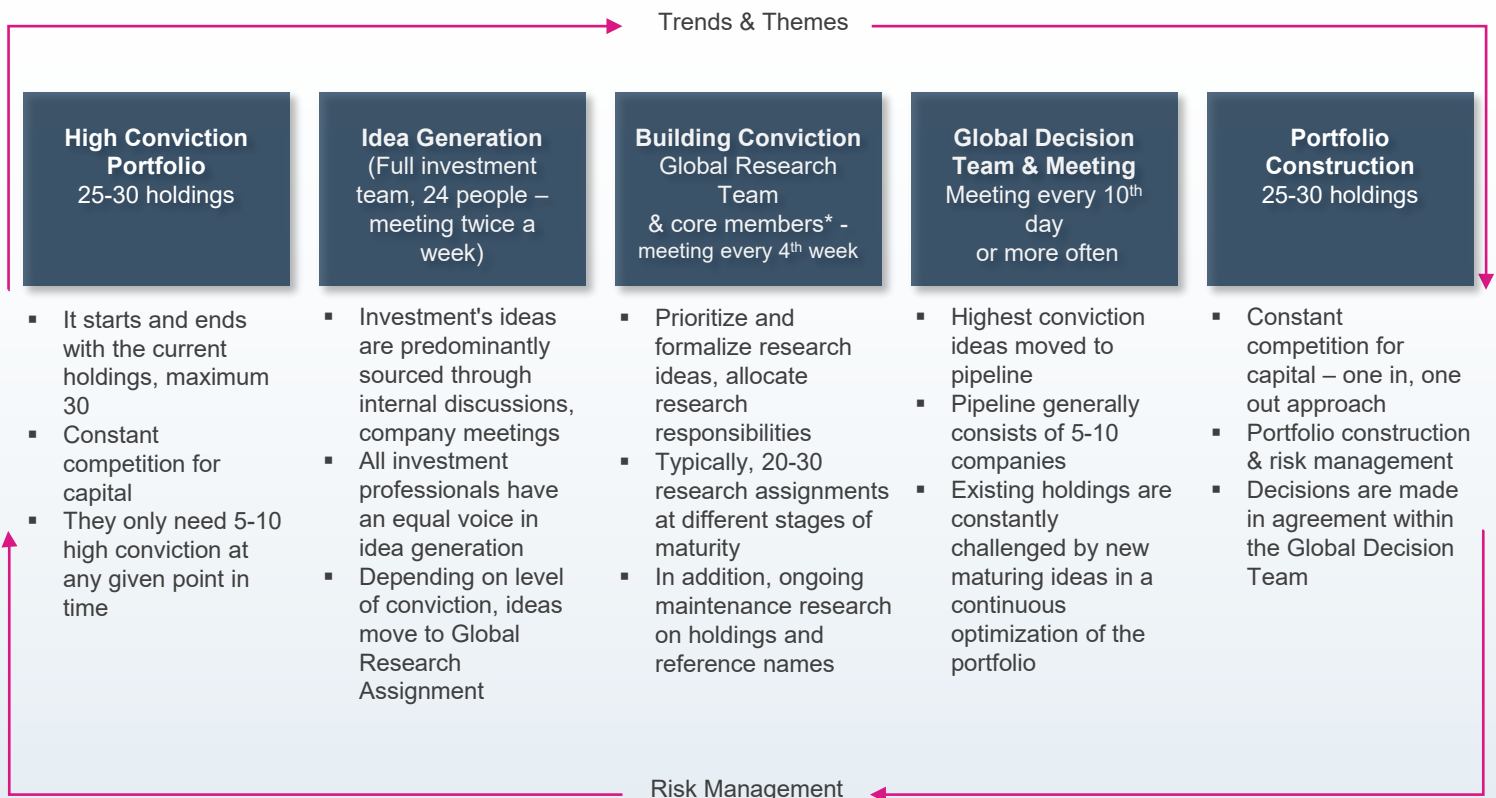 Trends & Themes
High Conviction
Portfolio
25-30 holdings
▪ It starts and ends
with the current
holdings, maximum
30
▪ Constant
competition for
capital
▪ They only need 5-10
high conviction at
any given point in
time
Idea Generation
(Full investment
team, 24 people –
meeting twice a
week)
▪ Investment's ideas
are predominantly
sourced through
internal discussions,
company meetings
▪ All investment
professionals have
an equal voice in
idea generation
▪ Depending on level
of conviction, ideas
move to Global
Research
Assignment
Building Conviction
Global Research
Team
& core members* -
meeting every 4th week
▪ Prioritize and
formalize research
ideas, allocate
research
responsibilities
▪ Typically, 20-30
research assignments
at different stages of
maturity
▪ In addition, ongoing
maintenance research
on holdings and
reference names
Global Decision
Team & Meeting
Meeting every 10th
day
or more often
▪ Highest conviction
ideas moved to
pipeline
▪ Pipeline generally
consists of 5-10
companies
▪ Existing holdings are
constantly
challenged by new
maturing ideas in a
continuous
optimization of the
portfolio
Portfolio
Construction
25-30 holdings
▪ Constant
competition for
capital – one in, one
out approach
▪ Portfolio construction
& risk management
▪ Decisions are made
in agreement within
the Global Decision
Team
Risk Management